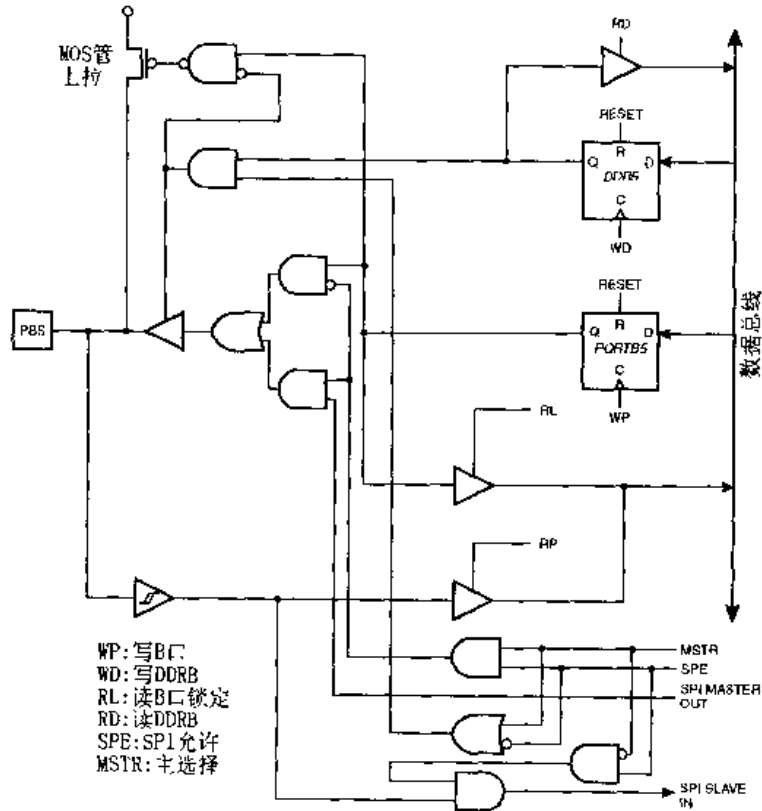 MOS管
上拉
RD
RESET
R
Q
DDB5
D
C
WD
RESET
R
Q
PORTB5
D
C
WP
PB5
数据总线
RL
RP
MSTR
SPE
SPI MASTER
OUT
SPI SLAVE
IN
WP:写B口
WD:写DDRB
RL:读B口锁定
RD:读DDRB
SPE:SPI允许
MSTR:主选择